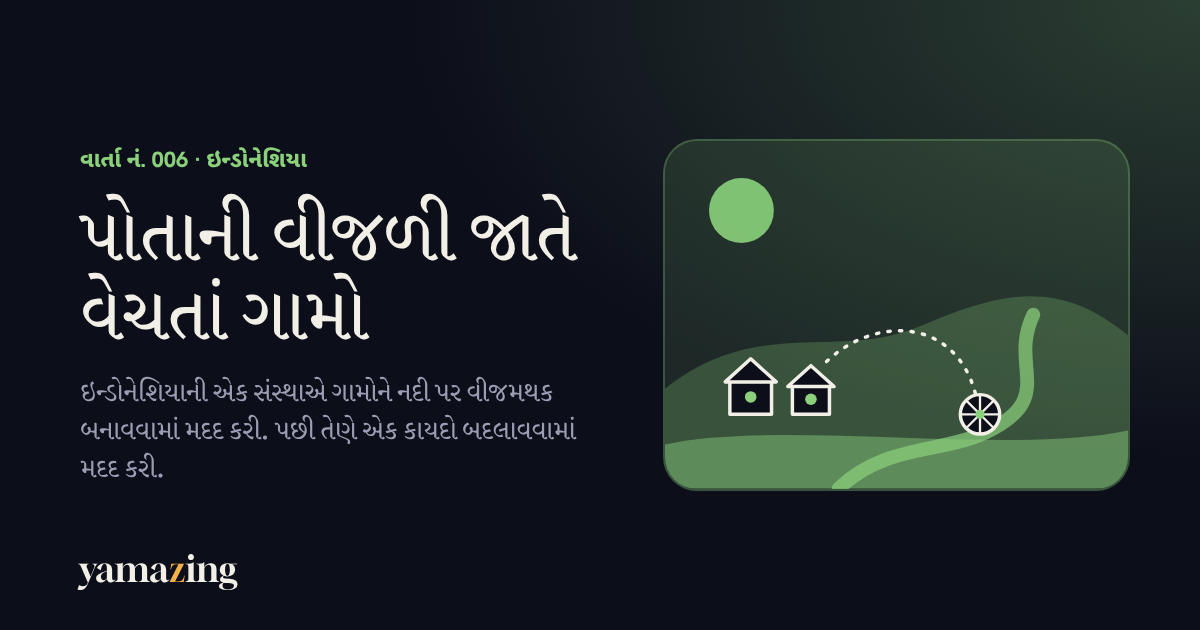 વાર્તા નં. 006 · ઇન્ડોનેશિયા
પોતાની વીજળી જાતે
વેચતાં ગામો
ઇન્ડોનેશિયાની એક સંસ્થાએ ગામોને નદી પર વીજમથક
બનાવવામાં મદદ કરી. પછી તેણે એક કાયદો બદલાવવામાં
મદદ કરી.
yamazing